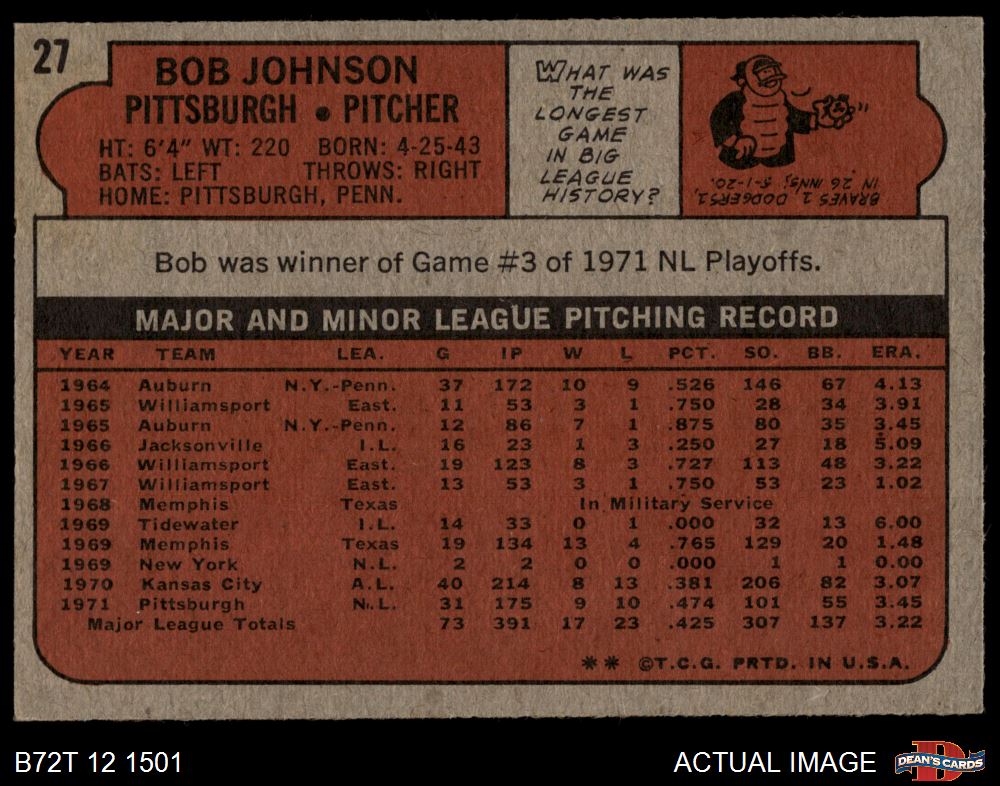 27
BOB JOHNSON
PITTSBURGH • PITCHER
HT: 6'4" WT: 220 BORN: 4-25-43
BATS: LEFT THROWS: RIGHT
HOME: PITTSBURGH, PENN.
WHAT WAS
THE
LONGEST
GAME
IN BIG
LEAGUE
HISTORY?
BRAVES 1, DODGERS 1,
IN 26 INNS, 5-1-20.
Bob was winner of Game #3 of 1971 NL Playoffs.
MAJOR AND MINOR LEAGUE PITCHING RECORD
YEAR TEAM LEA. G IP W L PCT. SO. BB. ERA.
1964 Auburn N.Y.-Penn. 37 172 10 9 .526 146 67 4.13
1965 Williamsport East. 11 53 3 1 .750 28 34 3.91
1965 Auburn N.Y.-Penn. 12 86 7 1 .875 80 35 3.45
1966 Jacksonville I.L. 16 23 1 3 .250 27 18 5.09
1966 Williamsport East. 19 123 8 3 .727 113 48 3.22
1967 Williamsport East. 13 53 3 1 .750 53 23 1.02
1968 Memphis Texas In Military Service
1969 Tidewater I.L. 14 33 0 1 .000 32 13 6.00
1969 Memphis Texas 19 134 13 4 .765 129 20 1.48
1969 New York N.L. 2 2 0 0 .000 1 1 0.00
1970 Kansas City A.L. 40 214 8 13 .381 206 82 3.07
1971 Pittsburgh N.L. 31 175 9 10 .474 101 55 3.45
Major League Totals 73 391 17 23 .425 307 137 3.22
** ©T.C.G. PRTD. IN U.S.A.
B72T 12 1501
ACTUAL IMAGE
D
DEAN'S CARDS